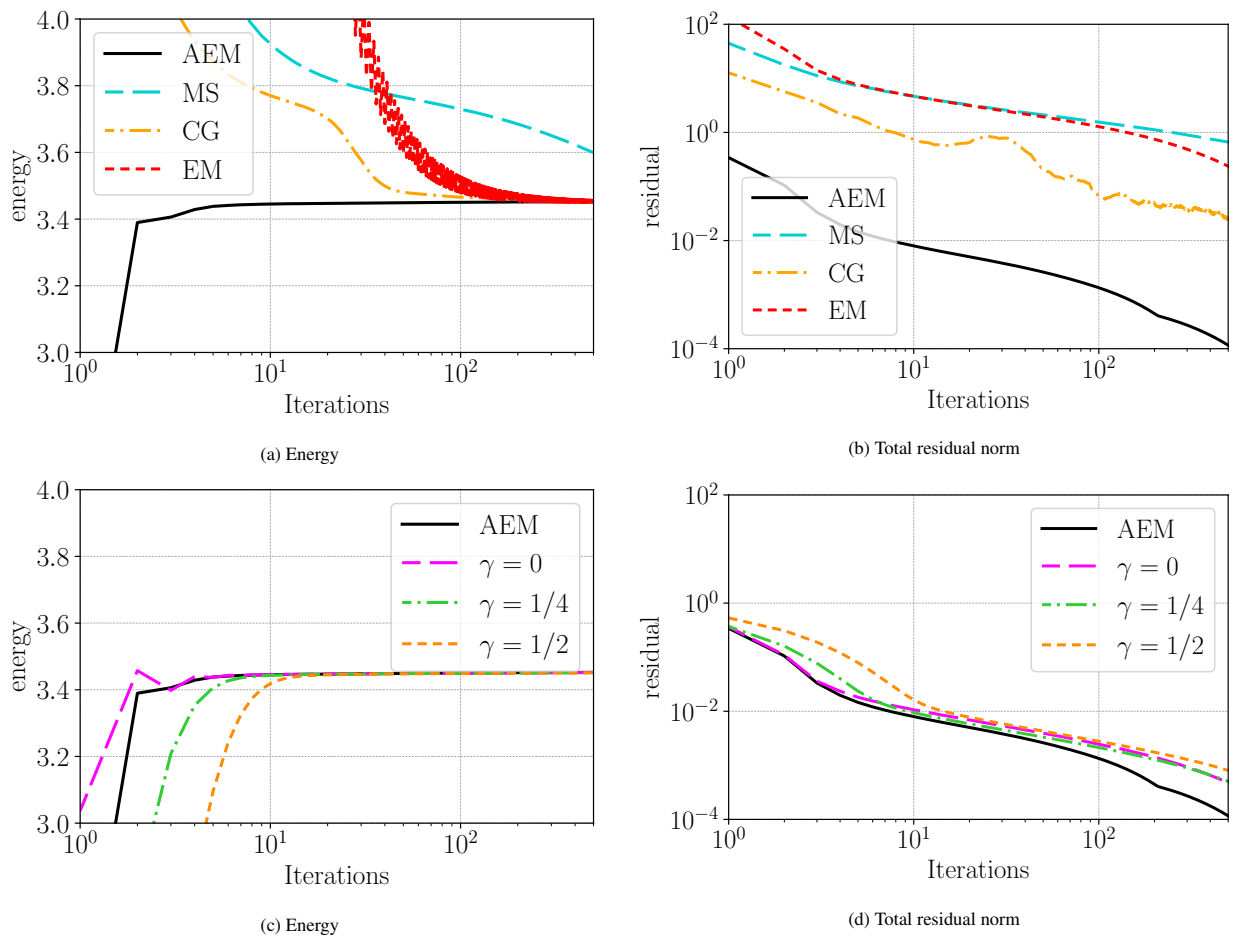 4.0
3.8
3.6
3.4
3.2
3.0
energy
AEM
MS
CG
EM
10^0
10^1
10^2
Iterations
(a) Energy
10^2
10^0
10^−2
10^−4
residual
AEM
MS
CG
EM
10^0
10^1
10^2
Iterations
(b) Total residual norm
4.0
3.8
3.6
3.4
3.2
3.0
energy
AEM
γ = 0
γ = 1/4
γ = 1/2
10^0
10^1
10^2
Iterations
(c) Energy
10^2
10^0
10^−2
10^−4
residual
AEM
γ = 0
γ = 1/4
γ = 1/2
10^0
10^1
10^2
Iterations
(d) Total residual norm